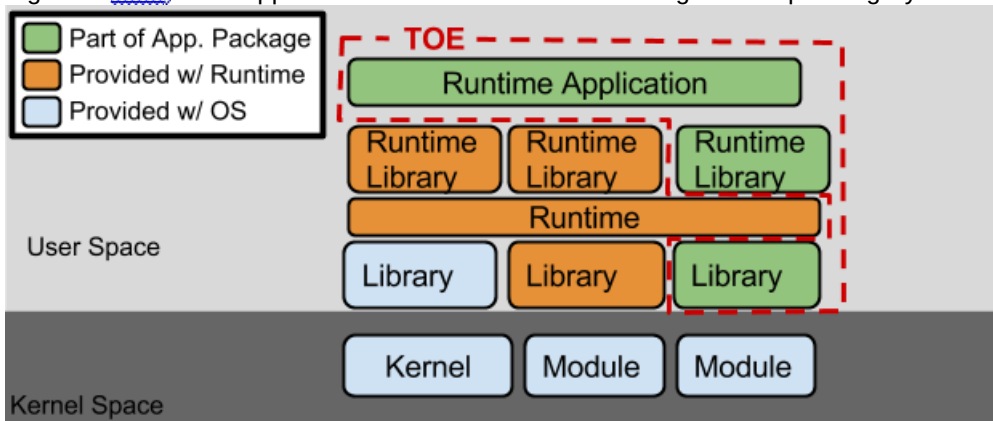 Part of App. Package
Provided w/ Runtime
Provided w/ OS
TOE
Runtime Application
Runtime Library
Runtime Library
Runtime Library
Runtime
User Space
Library
Library
Library
Kernel
Module
Module
Kernel Space